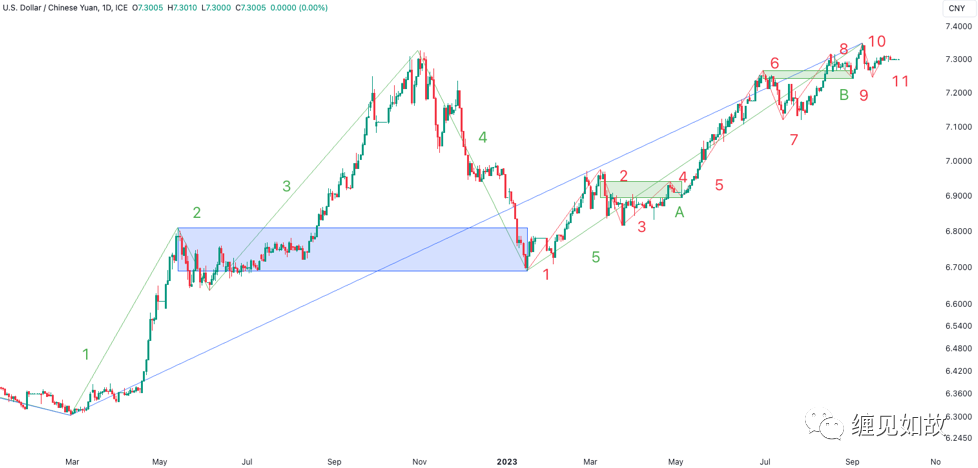 U.S. Dollar / Chinese Yuan, 1D, ICE O7.3005 H7.3010 L7.3000 C7.3005 0.0000 (0.00%)
CNY
7.4000
7.3000
7.2000
7.1000
7.0000
6.9000
6.8000
6.7000
6.6000
6.5400
6.4800
6.4200
6.3600
6.3000
6.2450
1
2
3
4
5
1
2
3
4
A
5
6
7
8
B
9
10
11
缠见如故
Mar
May
Jul
Sep
Nov
2023
Mar
May
Jul
Sep
No